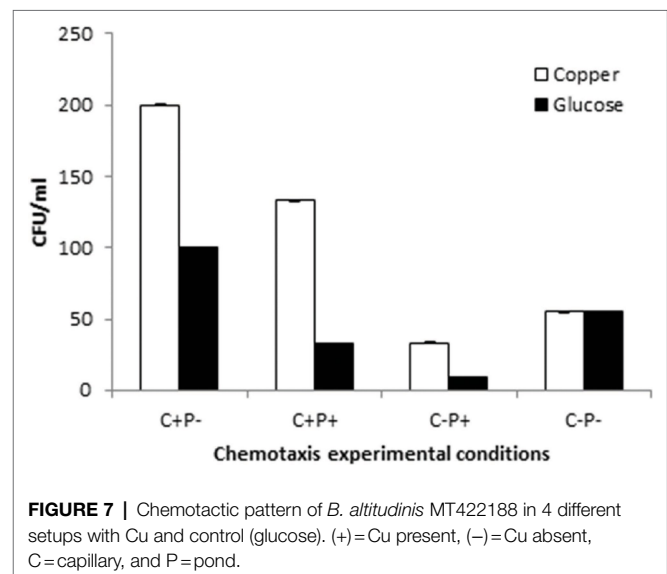 250
200
150
100
50
0
CFU/ml
Copper
Glucose
C+P-
C+P+
C-P+
C-P-
Chemotaxis experimental conditions
FIGURE 7 | Chemotactic pattern of B. altitudinis MT422188 in 4 different
setups with Cu and control (glucose). (+)=Cu present, (−)=Cu absent,
C=capillary, and P=pond.